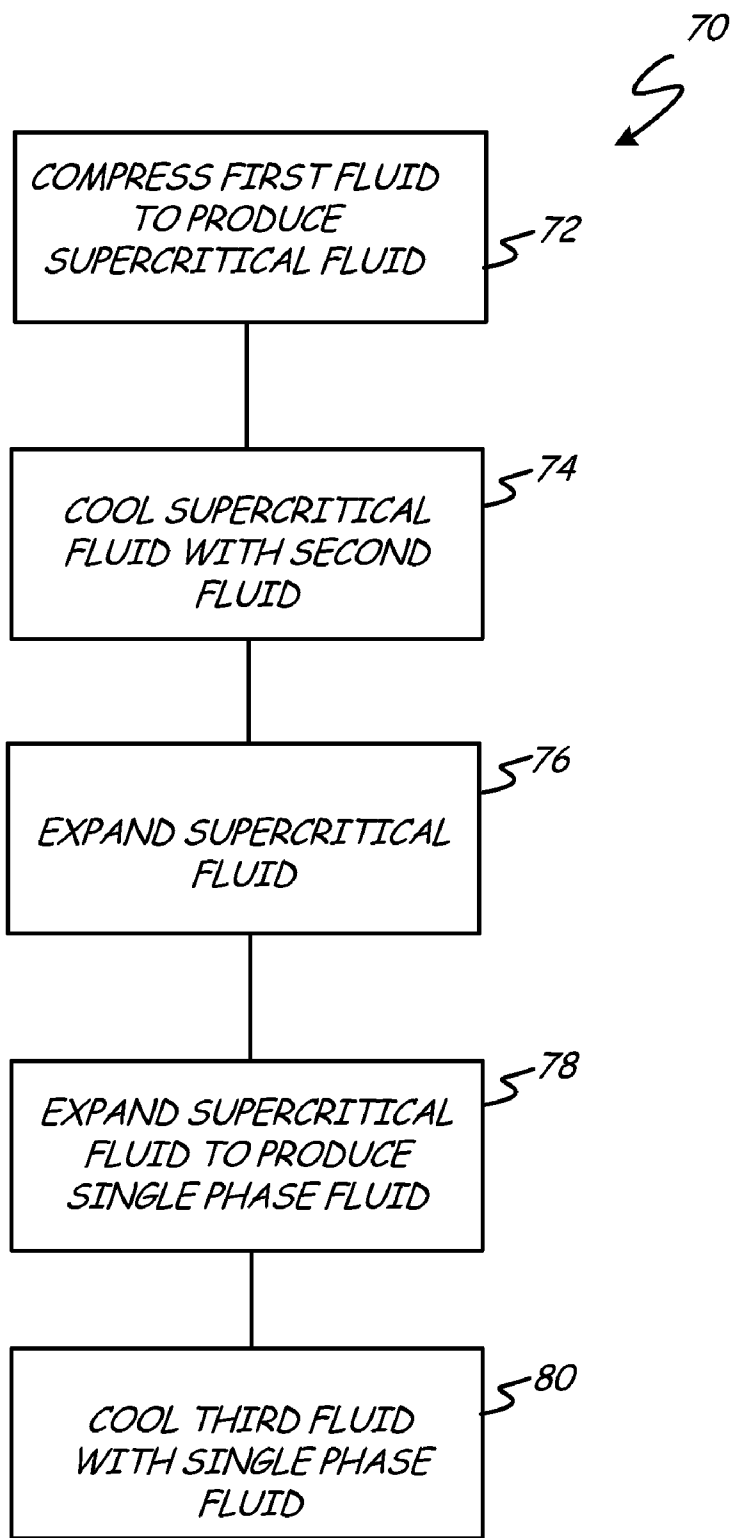 70
COMPRESS FIRST FLUID
TO PRODUCE
SUPERCRITICAL FLUID
72
74
COOL SUPERCRITICAL
FLUID WITH SECOND
FLUID
76
EXPAND SUPERCRITICAL
FLUID
78
EXPAND SUPERCRITICAL
FLUID TO PRODUCE
SINGLE PHASE FLUID
80
COOL THIRD FLUID
WITH SINGLE PHASE
FLUID